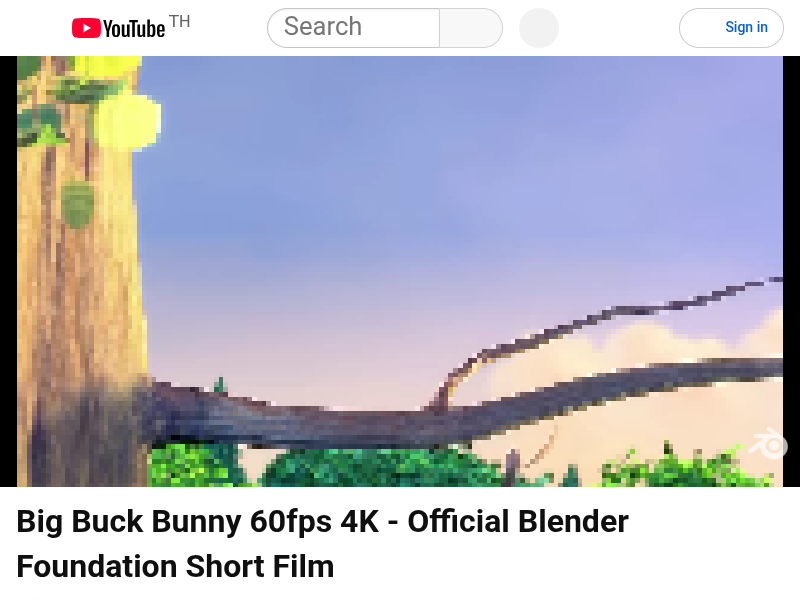 YouTube TH
Search
Sign in
Big Buck Bunny 60fps 4K - Official Blender
Foundation Short Film